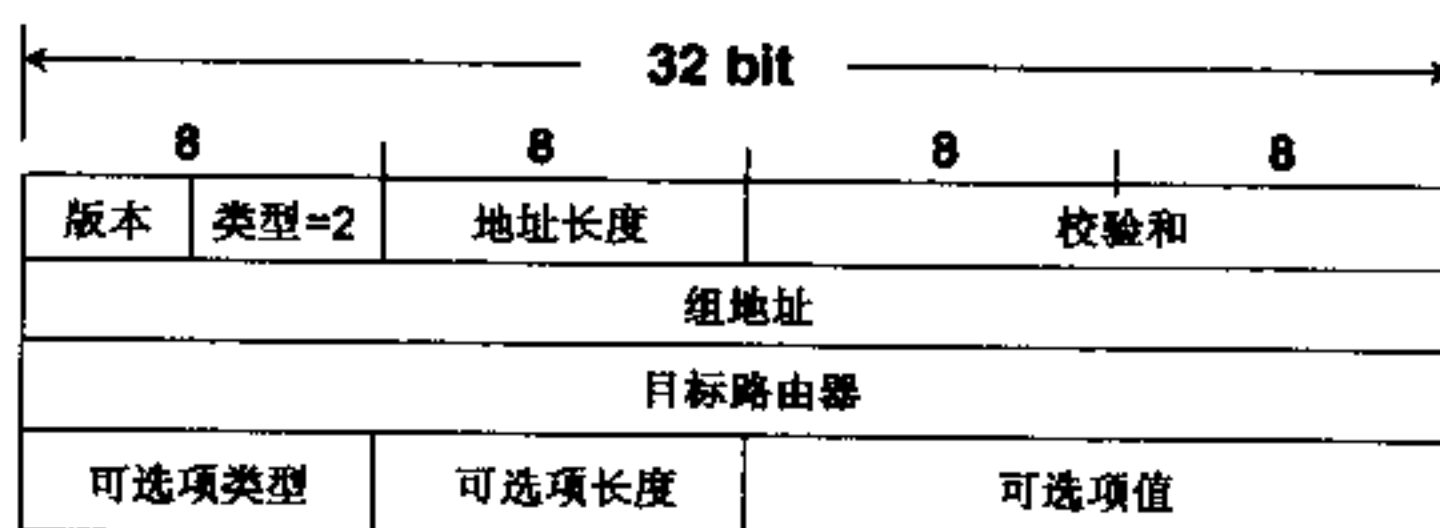 32 bit
8 8 8 8
版本 类型=2 地址长度 校验和
组地址
目标路由器
可选项类型 可选项长度 可选项值